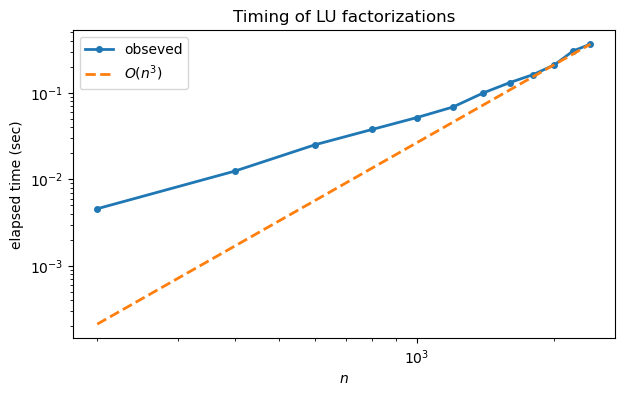 Timing of LU factorizations
obseved
O(n³)
10⁻¹
10⁻²
10⁻³
elapsed time (sec)
10³
n